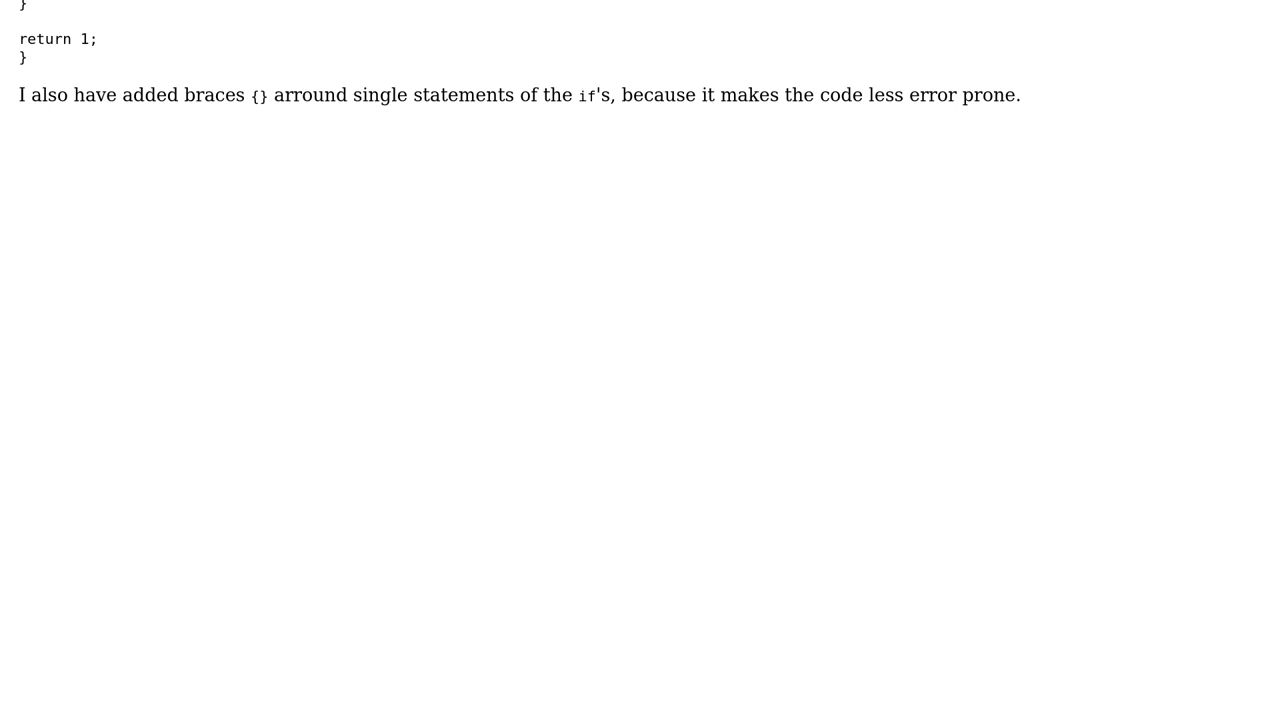 }
return 1;
}
I also have added braces {} arround single statements of the if's, because it makes the code less error prone.